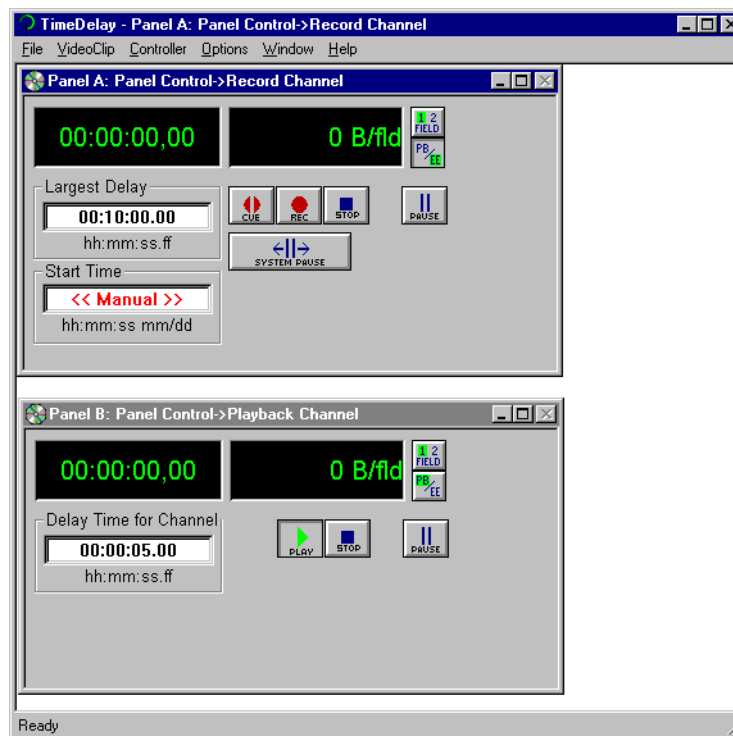 TimeDelay - Panel A: Panel Control->Record Channel
File VideoClip Controller Options Window Help
Panel A: Panel Control->Record Channel
00:00:00,00 0 B/fld
1 2
FIELD
PB/EE
Largest Delay
00:10:00.00
hh:mm:ss.ff
CUE REC STOP PAUSE
SYSTEM PAUSE
Start Time
<< Manual >>
hh:mm:ss mm/dd
Panel B: Panel Control->Playback Channel
00:00:00,00 0 B/fld
1 2
FIELD
PB/EE
Delay Time for Channel
00:00:05.00
hh:mm:ss.ff
PLAY STOP PAUSE
Ready